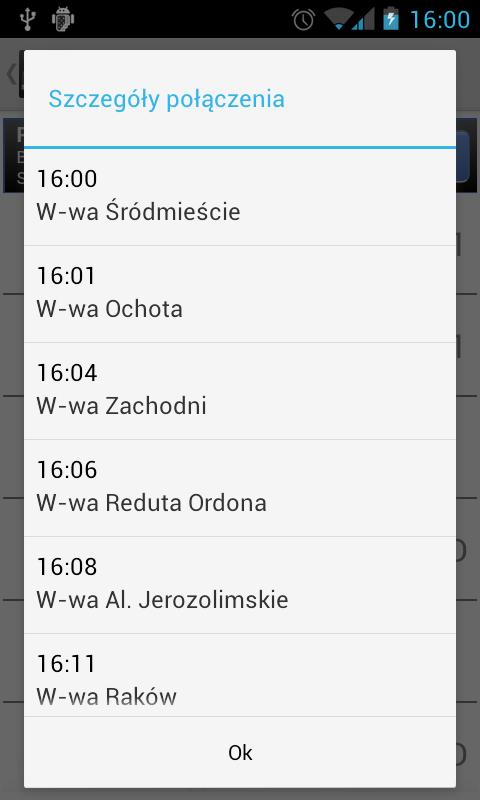 16:00
Szczegóły połączenia
16:00
W-wa Śródmieście
16:01
W-wa Ochota
16:04
W-wa Zachodni
16:06
W-wa Reduta Ordona
16:08
W-wa Al. Jerozolimskie
16:11
W-wa Raków
Ok